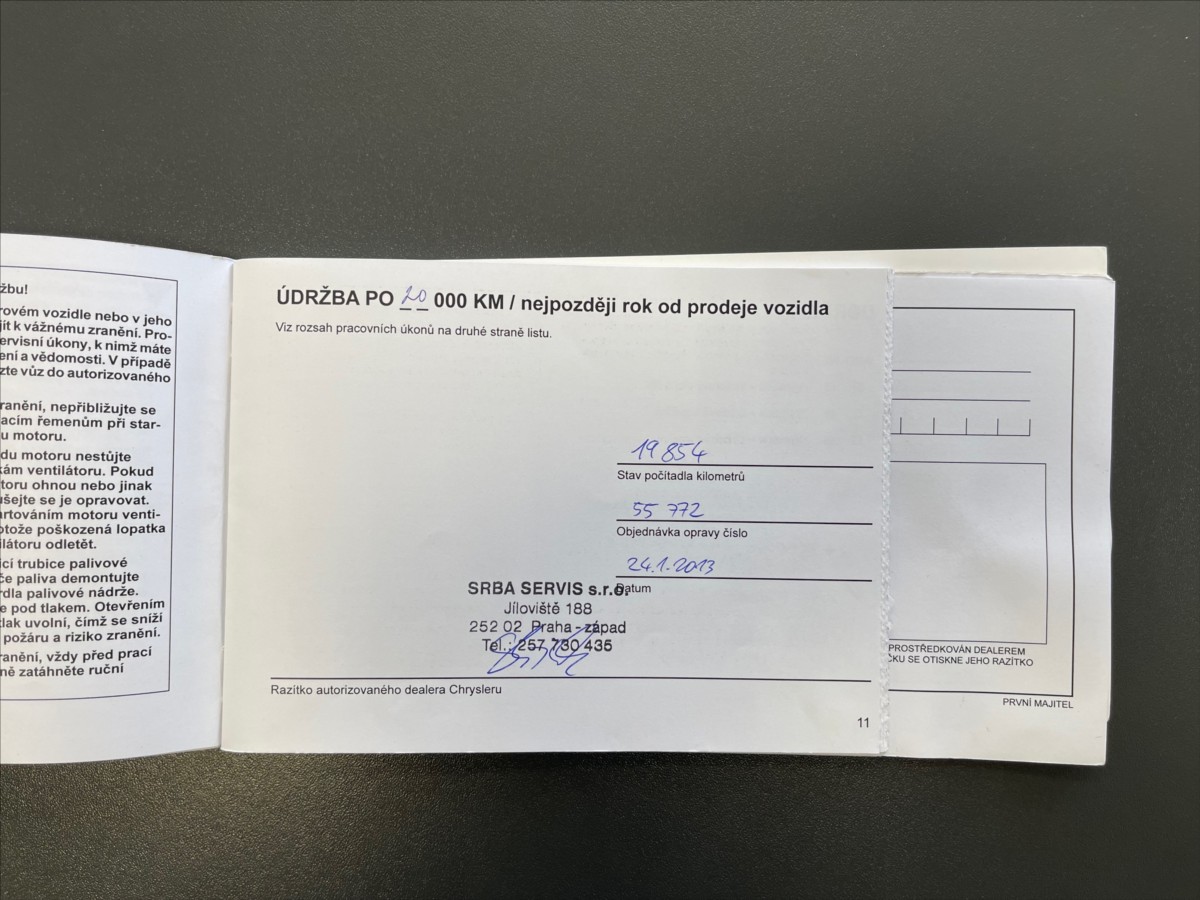 žbu!
rovém vozidle nebo v jeho
jít k vážnému zranění. Pro-
ervisní úkony, k nimž máte
ení a vědomosti. V případě
zte vůz do autorizovaného
ranění, nepřibližujte se
acím řemenům při star-
u motoru.
du motoru nestůjte
kám ventilátoru. Pokud
toru ohnou nebo jinak
ušejte se je opravovat.
artováním motoru venti-
otože poškozená lopatka
ilátoru odletět.
icí trubice palivové
če paliva demontujte
rdla palivové nádrže.
e pod tlakem. Otevřením
tlak uvolní, čímž se sníží
požáru a riziko zranění.
ranění, vždy před prací
ně zatáhněte ruční
ÚDRŽBA PO 20 000 KM / nejpozději rok od prodeje vozidla
Viz rozsah pracovních úkonů na druhé straně listu.
19 854
Stav počítadla kilometrů
55 772
Objednávka opravy číslo
24.1.2013
Datum
SRBA SERVIS s.r.o.
Jíloviště 188
252 02 Praha-západ
Tel.: 257 730 435
Razítko autorizovaného dealera Chrysleru
11
PROSTŘEDKOVÁN DEALEREM
ČKU SE OTISKNE JEHO RAZÍTKO
PRVNÍ MAJITEL